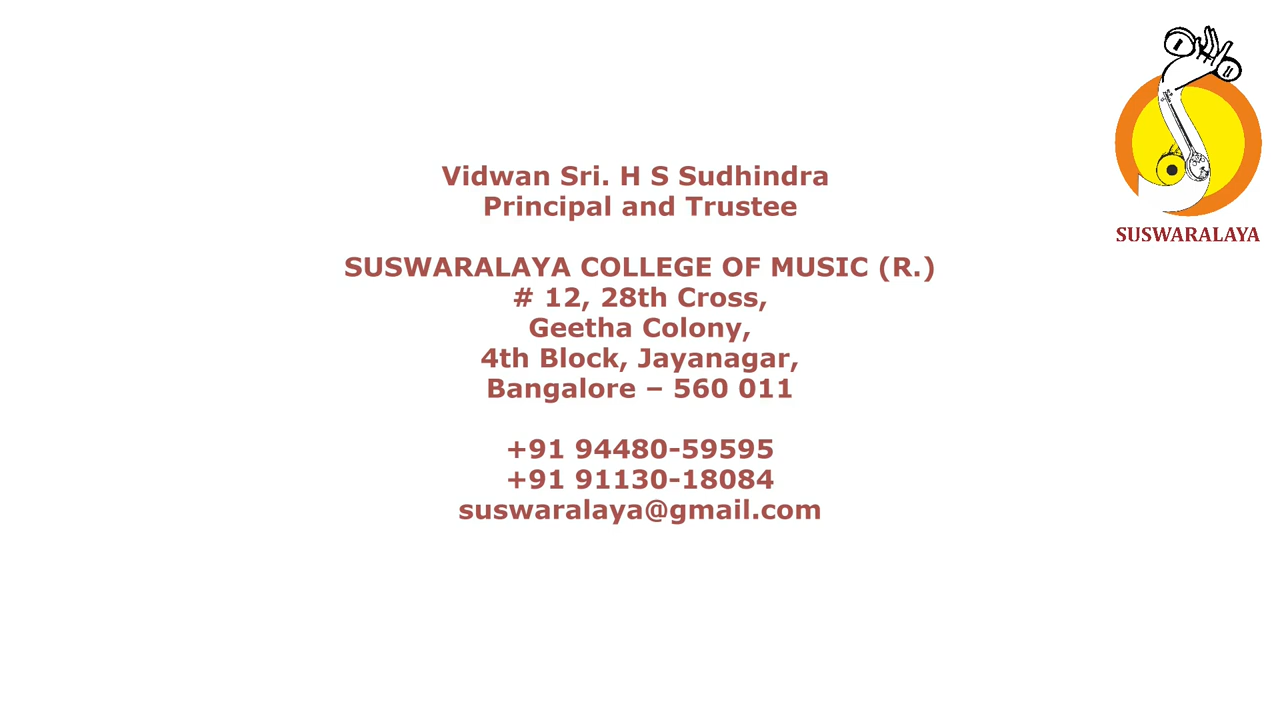 Vidwan Sri. H S Sudhindra
Principal and Trustee
SUSWARALAYA
SUSWARALAYA COLLEGE OF MUSIC (R.)
# 12, 28th Cross,
Geetha Colony,
4th Block, Jayanagar,
Bangalore – 560 011
+91 94480-59595
+91 91130-18084
suswaralaya@gmail.com